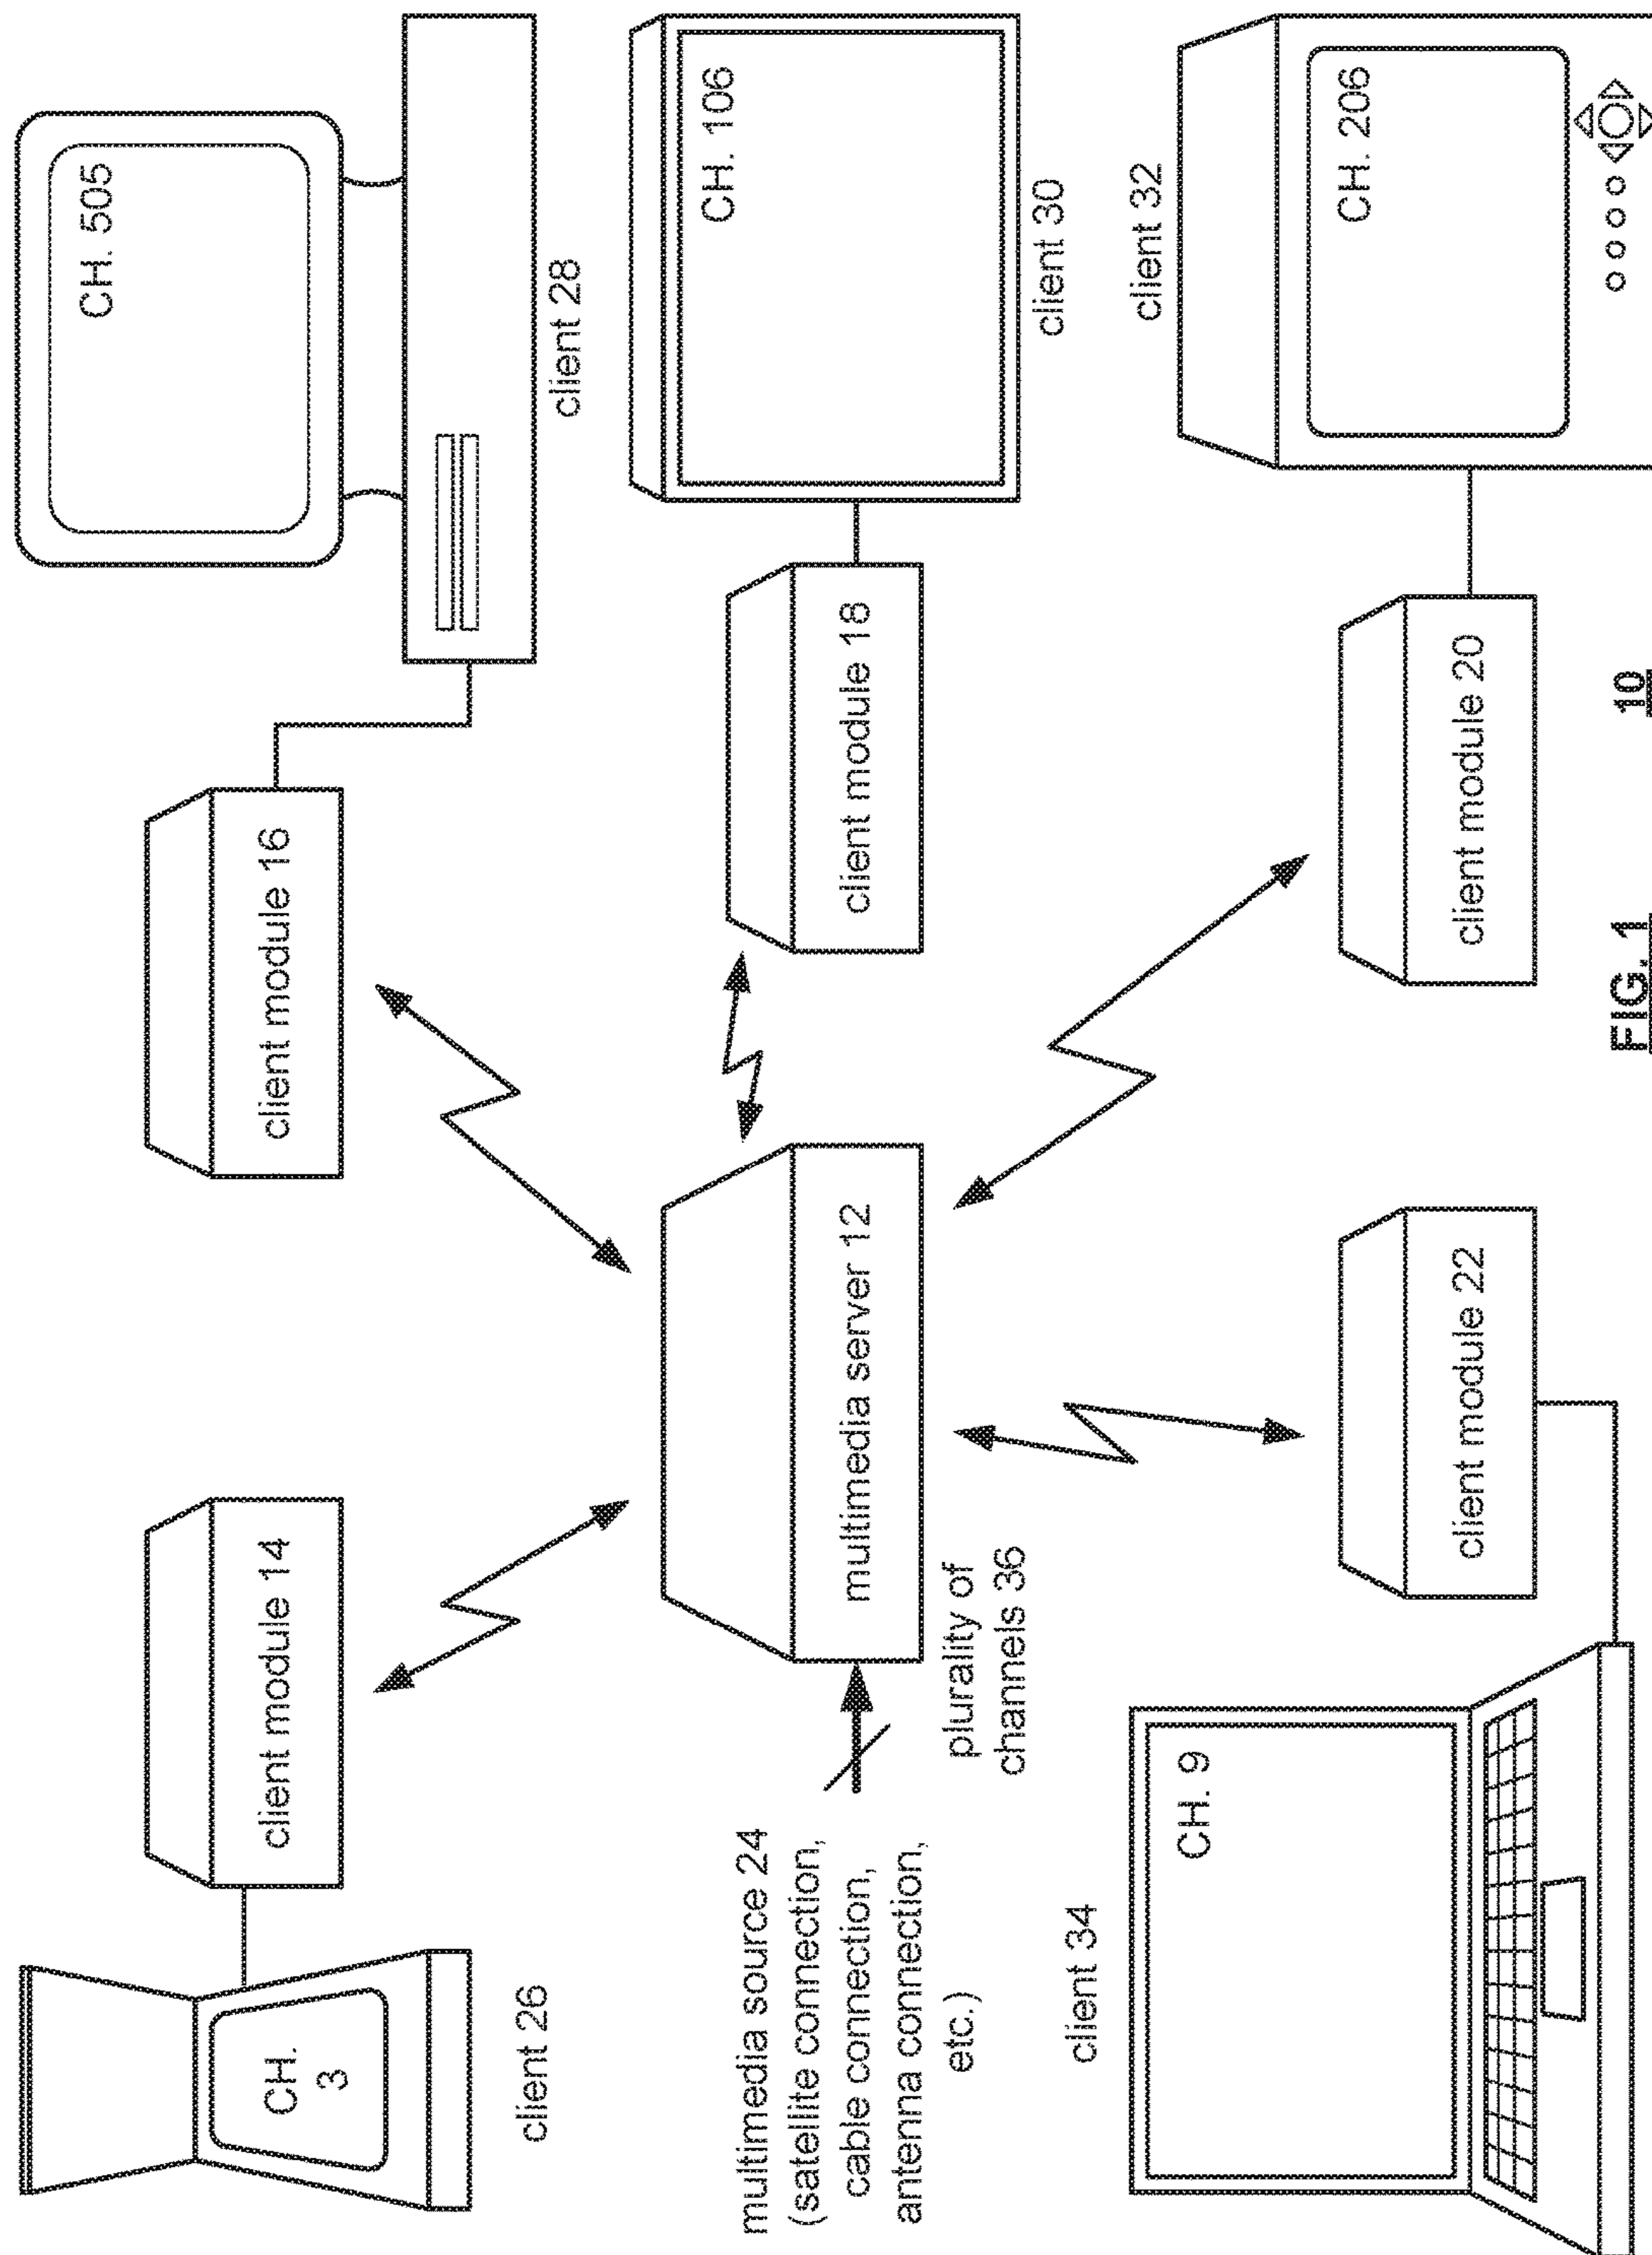 CH.
3
client 26
client module 14
client module 16
CH. 505
client 28
multimedia source 24
(satellite connection,
cable connection,
antenna connection,
etc.)
multimedia server 12
plurality of
channels 36
client module 18
CH. 106
client 30
client 34
CH. 9
client module 22
client module 20
client 32
CH. 206
FIG. 1
10